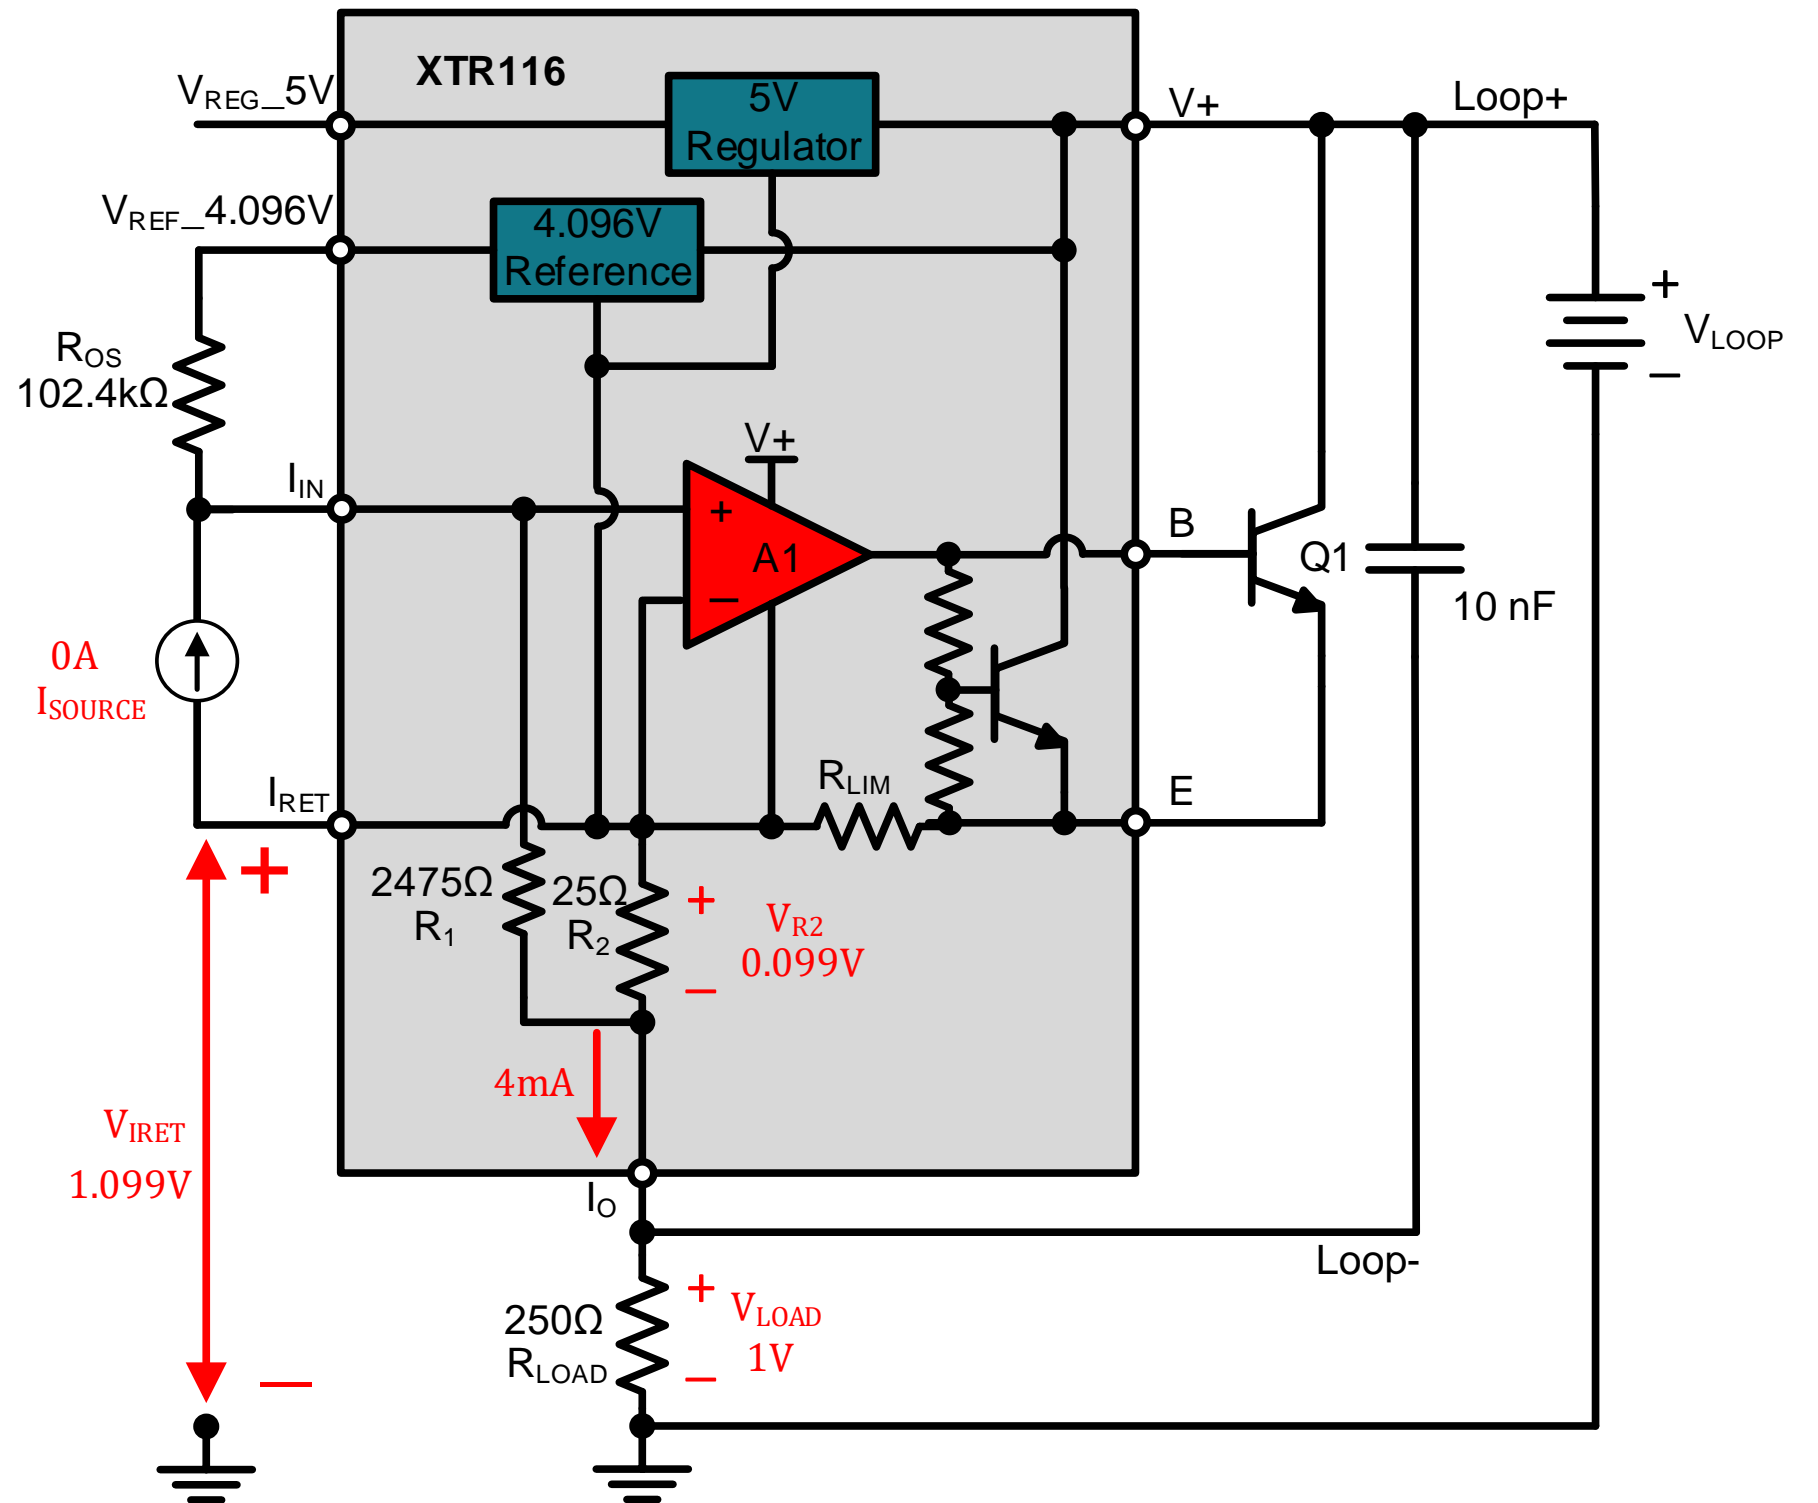 XTR116
VREG_5V
5V
Regulator
V+
Loop+
VREF_4.096V
4.096V
Reference
+
VLOOP
–
ROS
102.4kΩ
V+
IIN
+
A1
–
B
Q1
10 nF
0A
ISOURCE
IRET
RLIM
E
+
2475Ω
R1
25Ω
R2
+
VR2
0.099V
–
4mA
VIRET
1.099V
IO
Loop-
250Ω
RLOAD
+
VLOAD
1V
–
–